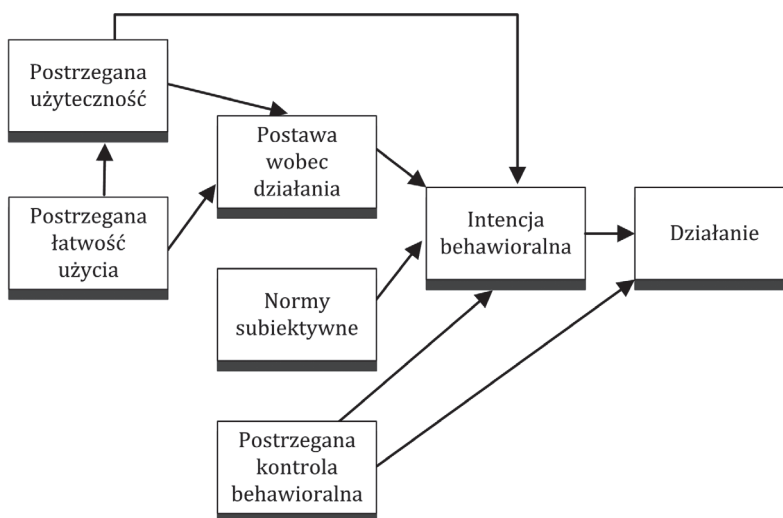 Postrzegana
użyteczność
Postawa
wobec
działania
Postrzegana
łatwość
użycia
Intencja
behawioralna
Działanie
Normy
subiektywne
Postrzegana
kontrola
behawioralna